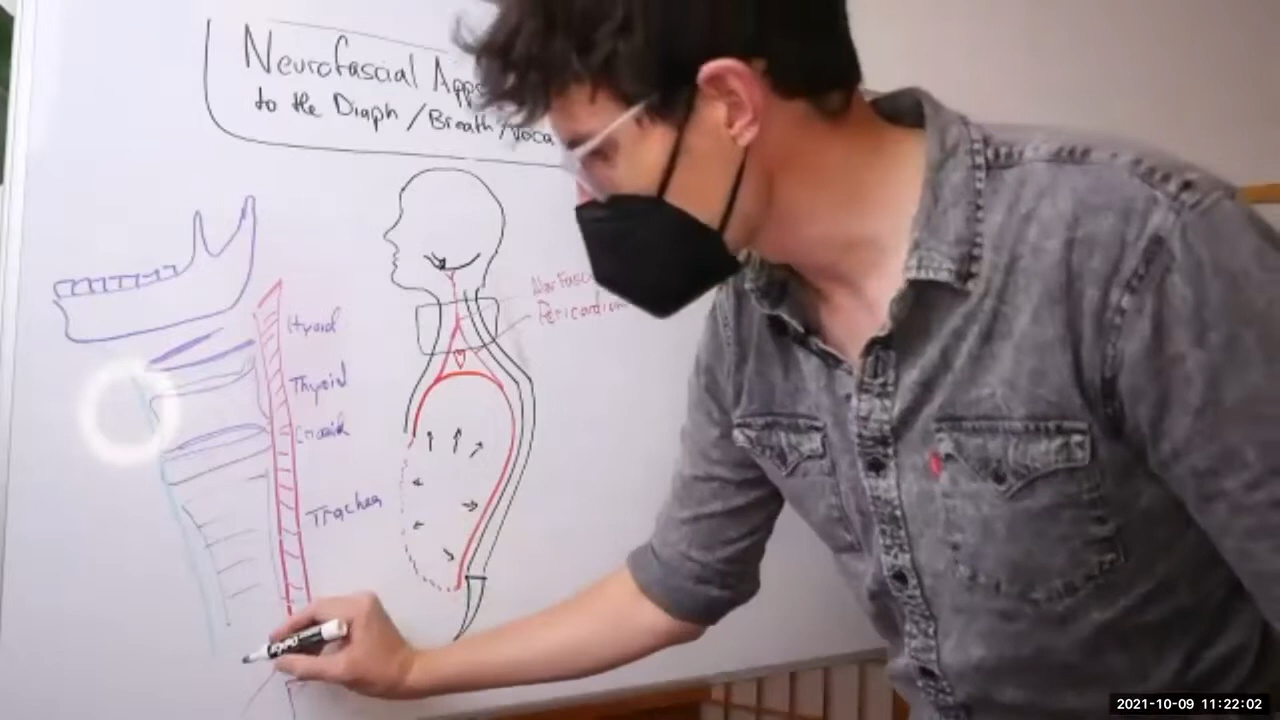 Neurofascial App
to the Diaph / Breath / Voca
Hyoid
Thyroid
Cricoid
Trachea
Pericardium
2021-10-09 11:22:02